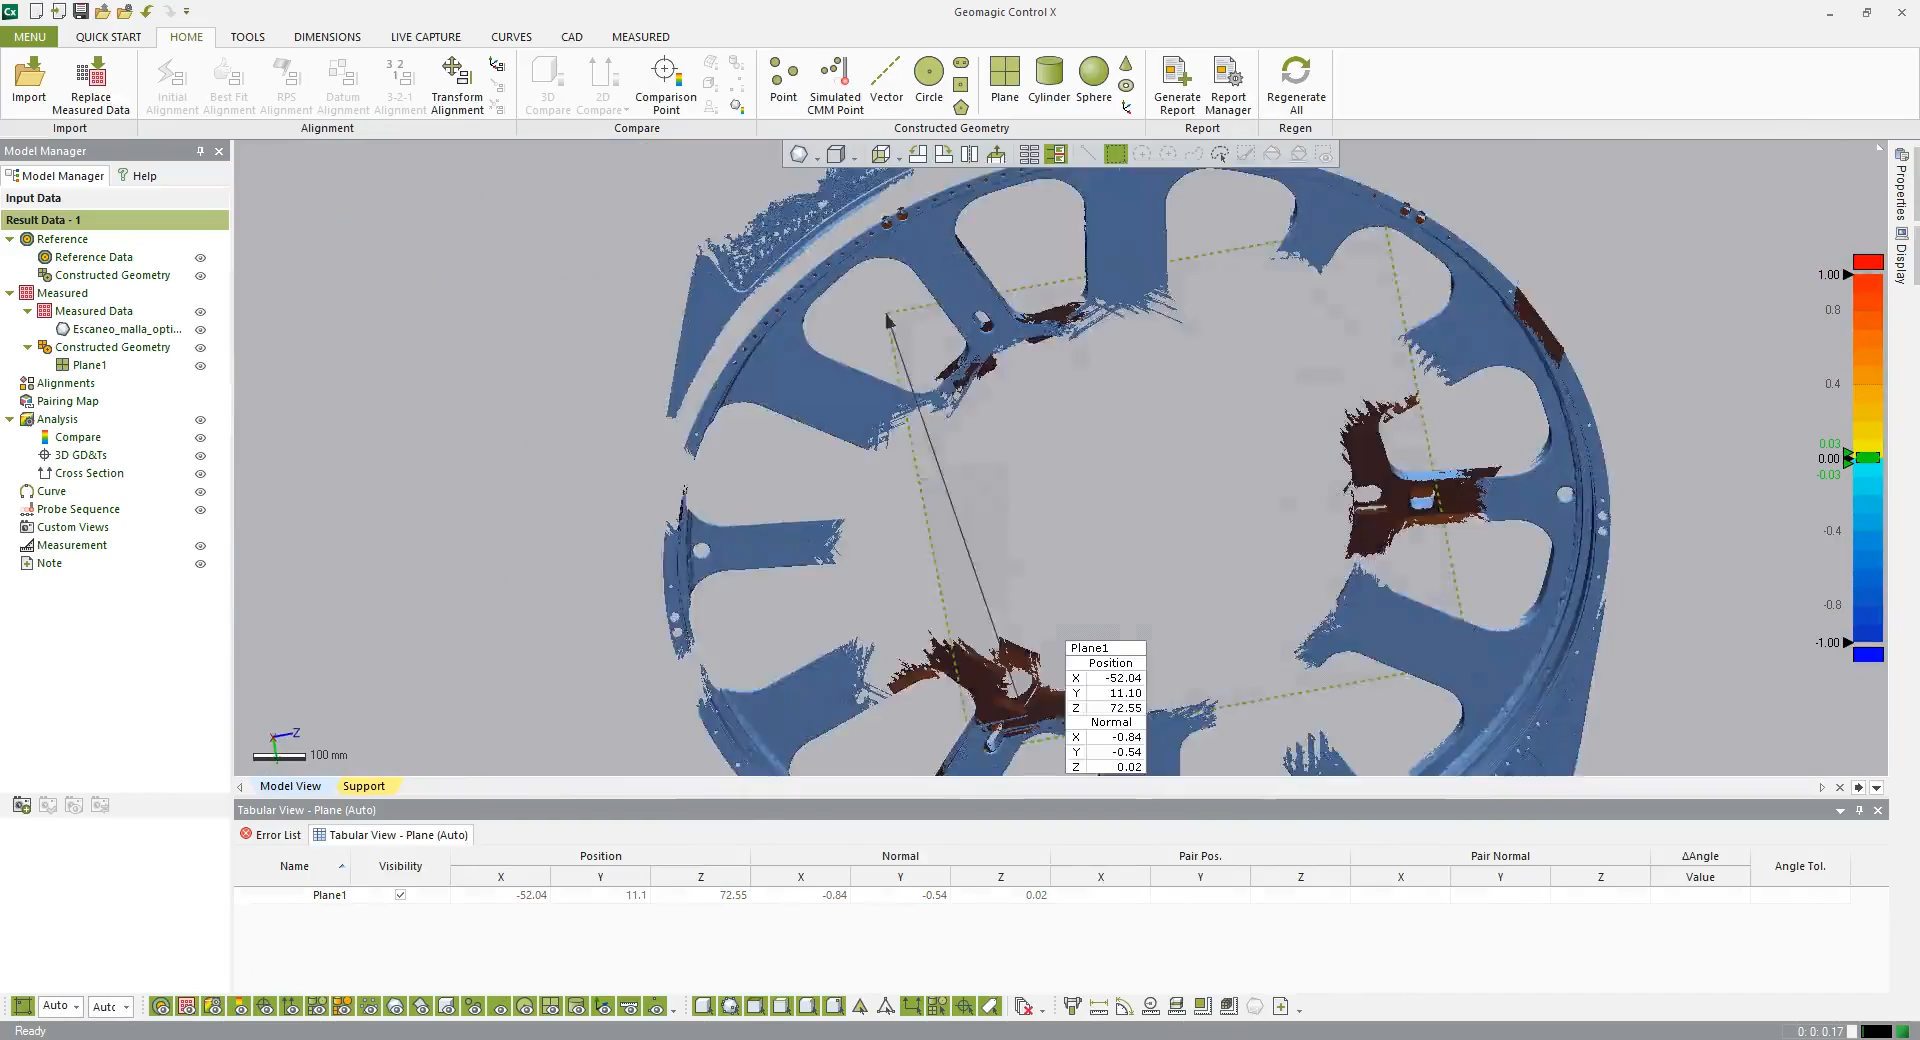 Cx
Geomagic Control X
MENU QUICK START HOME TOOLS DIMENSIONS LIVE CAPTURE CURVES CAD MEASURED
Import
Replace Measured Data
Initial Alignment
Best Fit Alignment
RPS Alignment
Datum Alignment
3 2 1
3-2-1 Alignment
Transform Alignment
3D Compare
2D Compare
Comparison Point
Point
Simulated CMM Point
Vector
Circle
Plane
Cylinder
Sphere
Generate Report
Report Manager
Regenerate All
Import Alignment Compare Constructed Geometry Report Regen
Model Manager
Model Manager Help
Input Data
Result Data - 1
Reference
Reference Data
Constructed Geometry
Measured
Measured Data
Escaneo_malla_opti...
Constructed Geometry
Plane1
Alignments
Pairing Map
Analysis
Compare
3D GD&Ts
Cross Section
Curve
Probe Sequence
Custom Views
Measurement
Note
Properties
Display
1.00
0.8
0.4
0.03
0.00
-0.03
-0.4
-0.8
-1.00
Plane1
Position
X -52.04
Y 11.10
Z 72.55
Normal
X -0.84
Y -0.54
Z 0.02
X Z
100 mm
Model View Support
Tabular View - Plane (Auto)
Error List Tabular View - Plane (Auto)
Name Visibility Position Normal Pair Pos. Pair Normal ΔAngle Angle Tol.
X Y Z X Y Z X Y Z X Y Z Value
Plane1 -52.04 11.1 72.55 -0.84 -0.54 0.02
Auto Autc
Ready
0: 0: 0.17